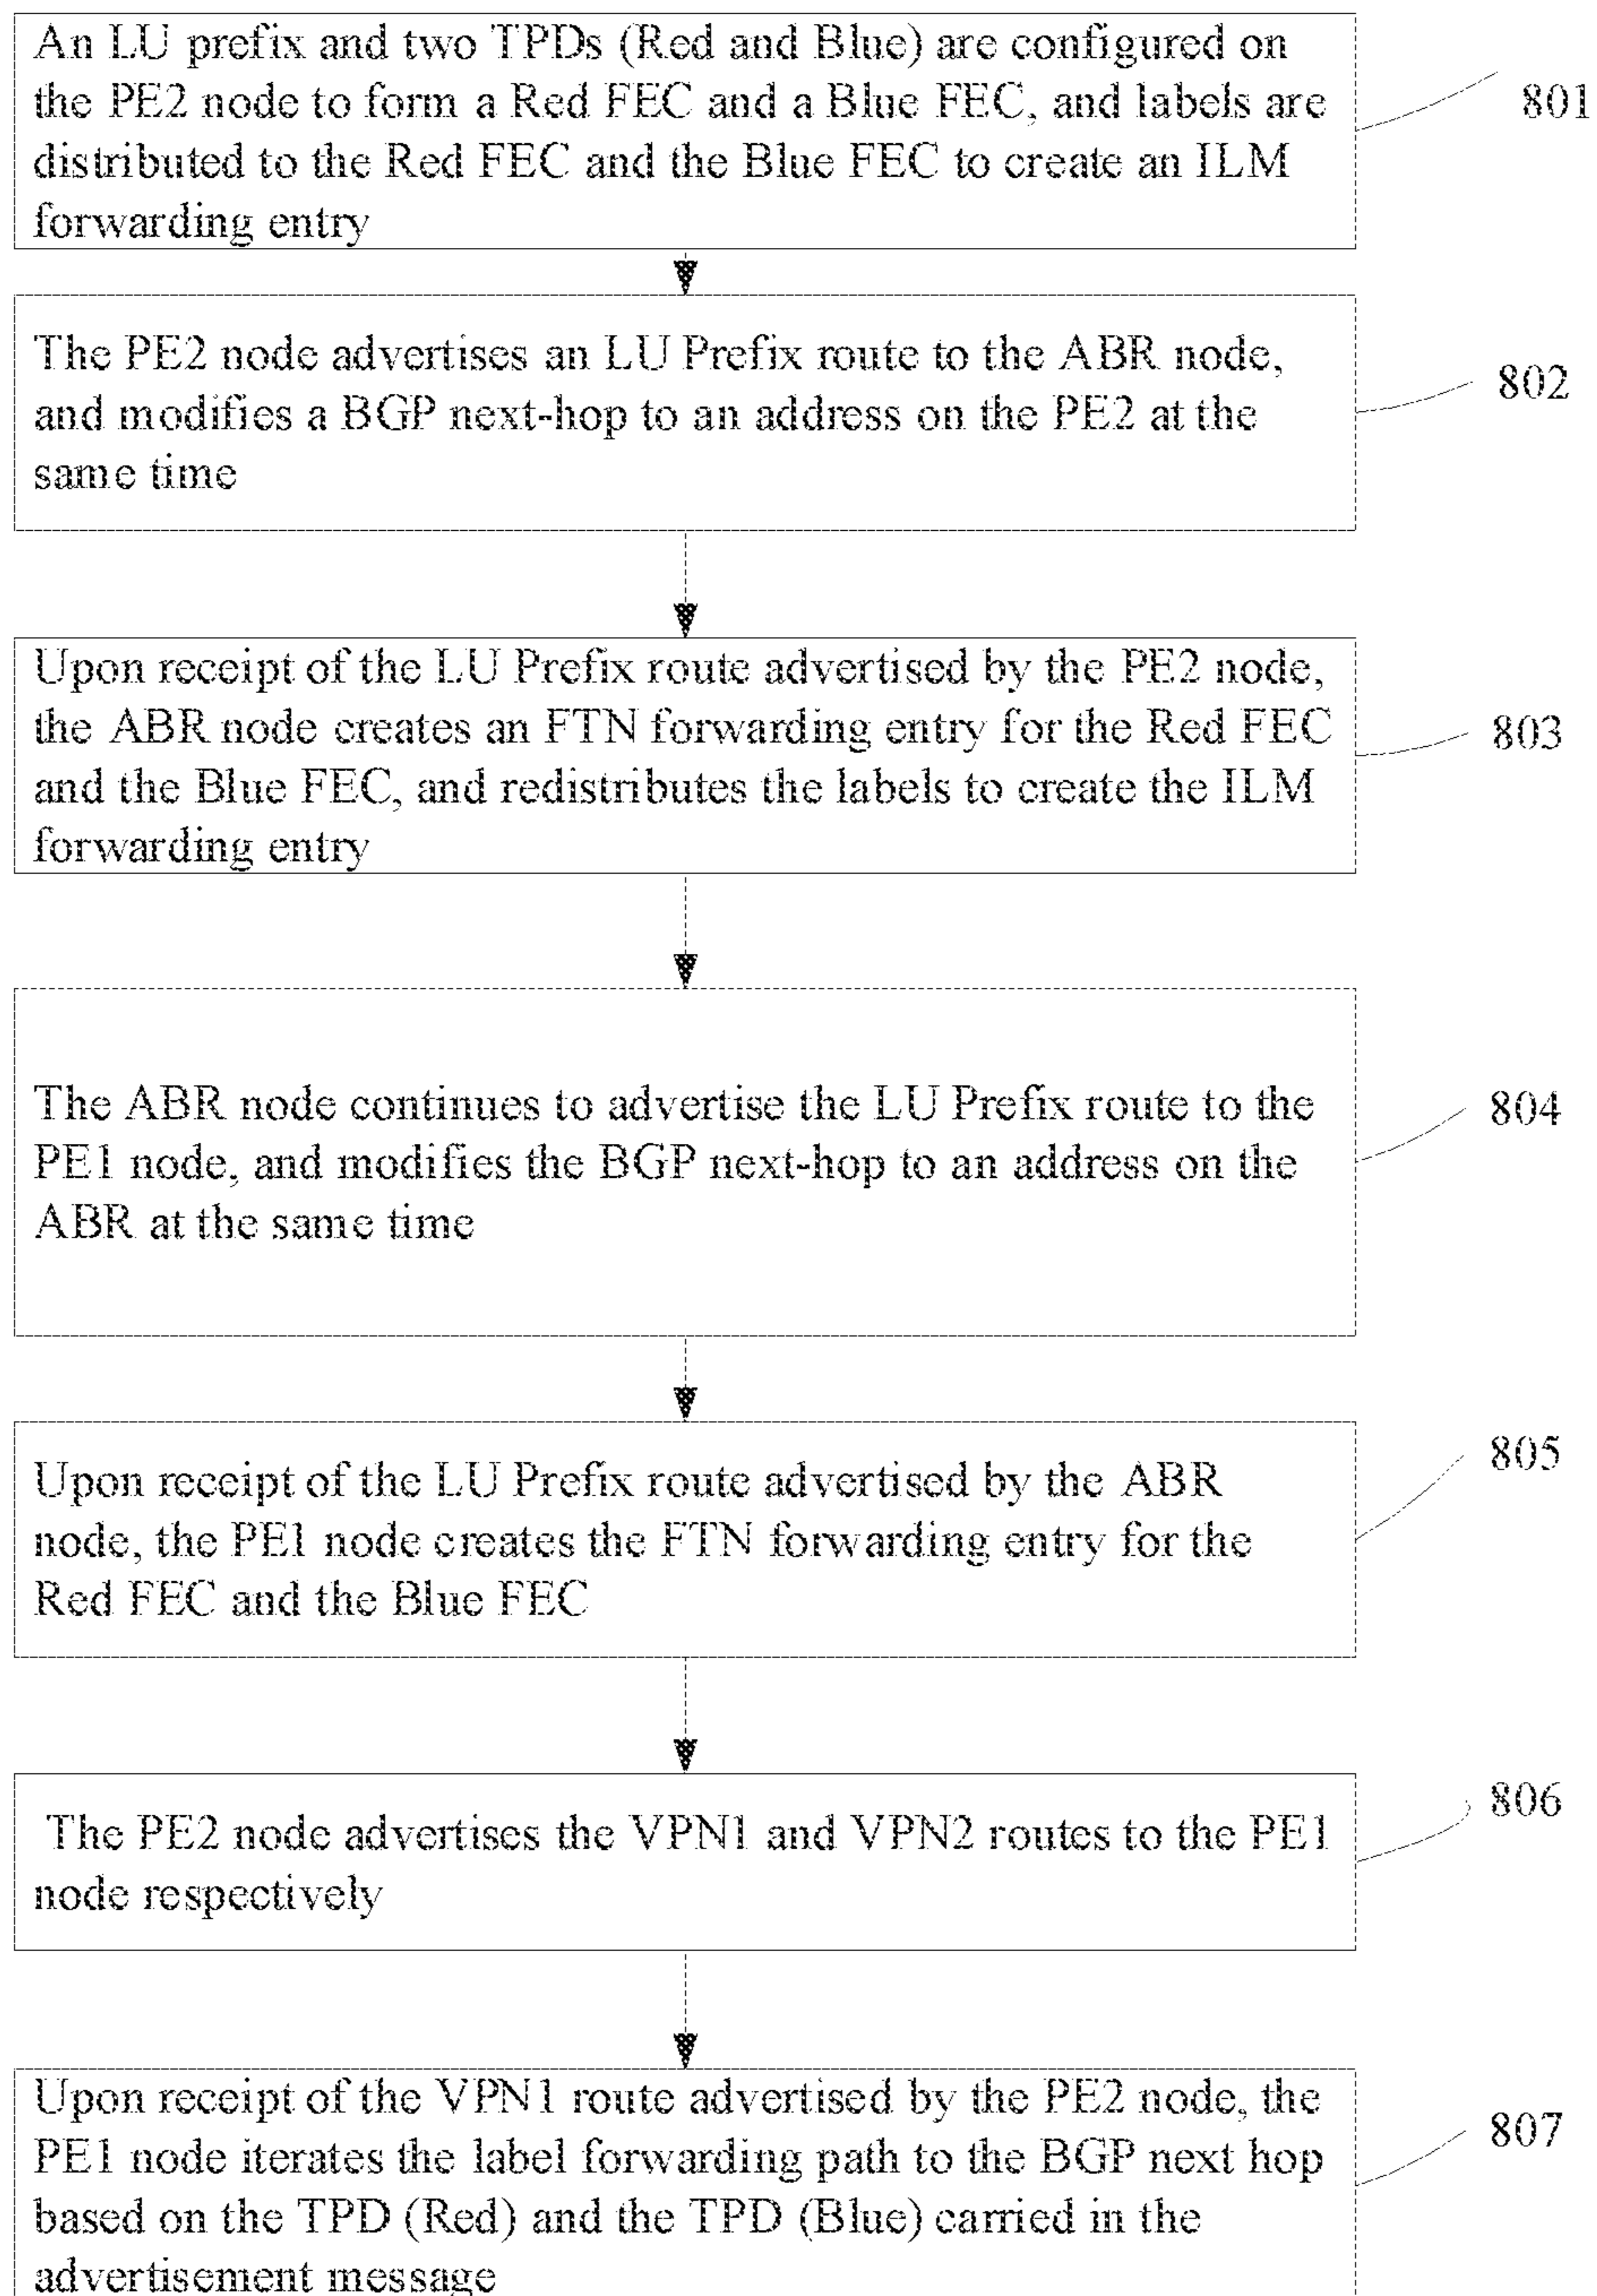 An LU prefix and two TPDs (Red and Blue) are configured on
the PE2 node to form a Red FEC and a Blue FEC, and labels are
distributed to the Red FEC and the Blue FEC to create an ILM
forwarding entry
801
The PE2 node advertises an LU Prefix route to the ABR node,
and modifies a BGP next-hop to an address on the PE2 at the
same time
802
Upon receipt of the LU Prefix route advertised by the PE2 node,
the ABR node creates an FTN forwarding entry for the Red FEC
and the Blue FEC, and redistributes the labels to create the ILM
forwarding entry
803
The ABR node continues to advertise the LU Prefix route to the
PE1 node, and modifies the BGP next-hop to an address on the
ABR at the same time
804
Upon receipt of the LU Prefix route advertised by the ABR
node, the PE1 node creates the FTN forwarding entry for the
Red FEC and the Blue FEC
805
The PE2 node advertises the VPN1 and VPN2 routes to the PE1
node respectively
806
Upon receipt of the VPN1 route advertised by the PE2 node, the
PE1 node iterates the label forwarding path to the BGP next hop
based on the TPD (Red) and the TPD (Blue) carried in the
advertisement message
807